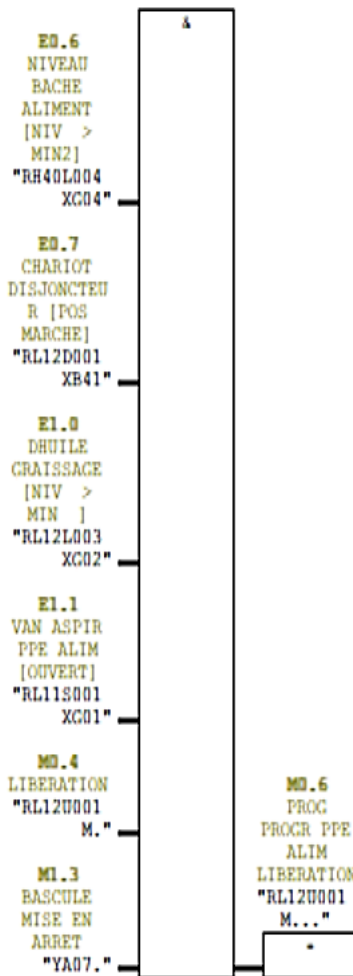 &
E0.6
NIVEAU
BACHE
ALIMENT
[NIV >
MIN2]
"RH40L004
XG04"
E0.7
CHARIOT
DISJONCTEU
R [POS
MARCHE]
"RL12D001
XB41"
E1.0
DHUILE
GRAISSAGE
[NIV >
MIN ]
"RL12L003
XG02"
E1.1
VAN ASPIR
PPE ALIM
[OUVERT]
"RL11S001
XG01"
M0.4
LIBERATION
"RL12U001
M."
M1.3
BASCULE
MISE EN
ARRET
"YA07."
M0.6
PROG
PROGR PPE
ALIM
LIBERATION
"RL12U001
M..."
=